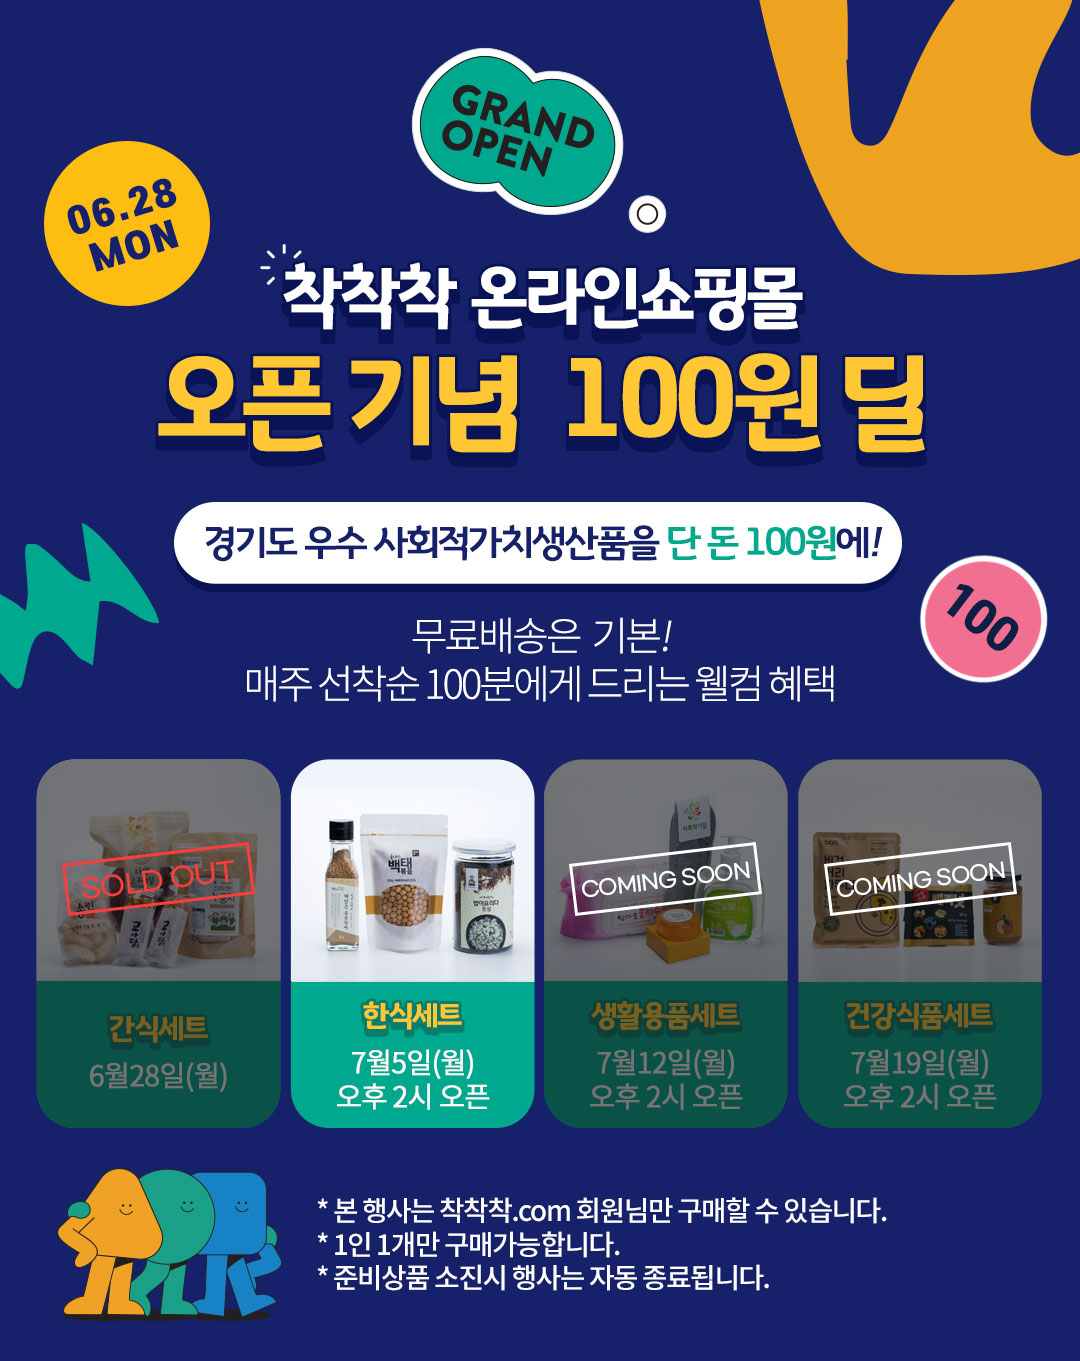 GRAND
OPEN
06.28
MON
착착착 온라인쇼핑몰
오픈 기념 100원 딜
경기도 우수 사회적가치생산품을 단 돈 100원에!
100
무료배송은 기본!
매주 선착순 100분에게 드리는 웰컴 혜택
SOLD OUT
간식세트
6월28일(월)
백태
볶음
한식세트
7월5일(월)
오후 2시 오픈
COMING SOON
생활용품세트
7월12일(월)
오후 2시 오픈
COMING SOON
건강식품세트
7월19일(월)
오후 2시 오픈
* 본 행사는 착착착.com 회원님만 구매할 수 있습니다.
* 1인 1개만 구매가능합니다.
* 준비상품 소진시 행사는 자동 종료됩니다.